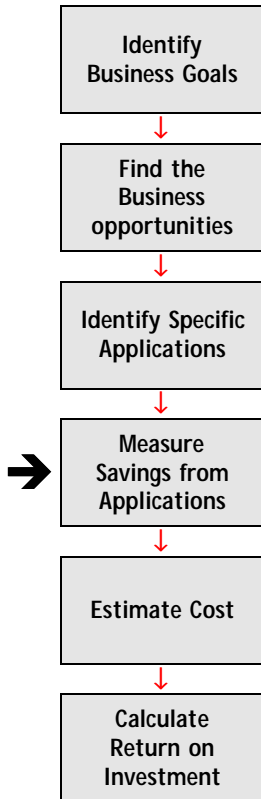 Identify
Business Goals
Find the
Business
opportunities
Identify Specific
Applications
Measure
Savings from
Applications
Estimate Cost
Calculate
Return on
Investment